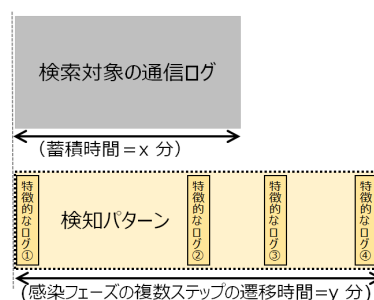 検索対象の通信ログ
（蓄積時間＝x 分）
特徴的なログ①
検知パターン
特徴的なログ②
特徴的なログ③
特徴的なログ④
(感染フェーズの複数ステップの遷移時間=y 分)